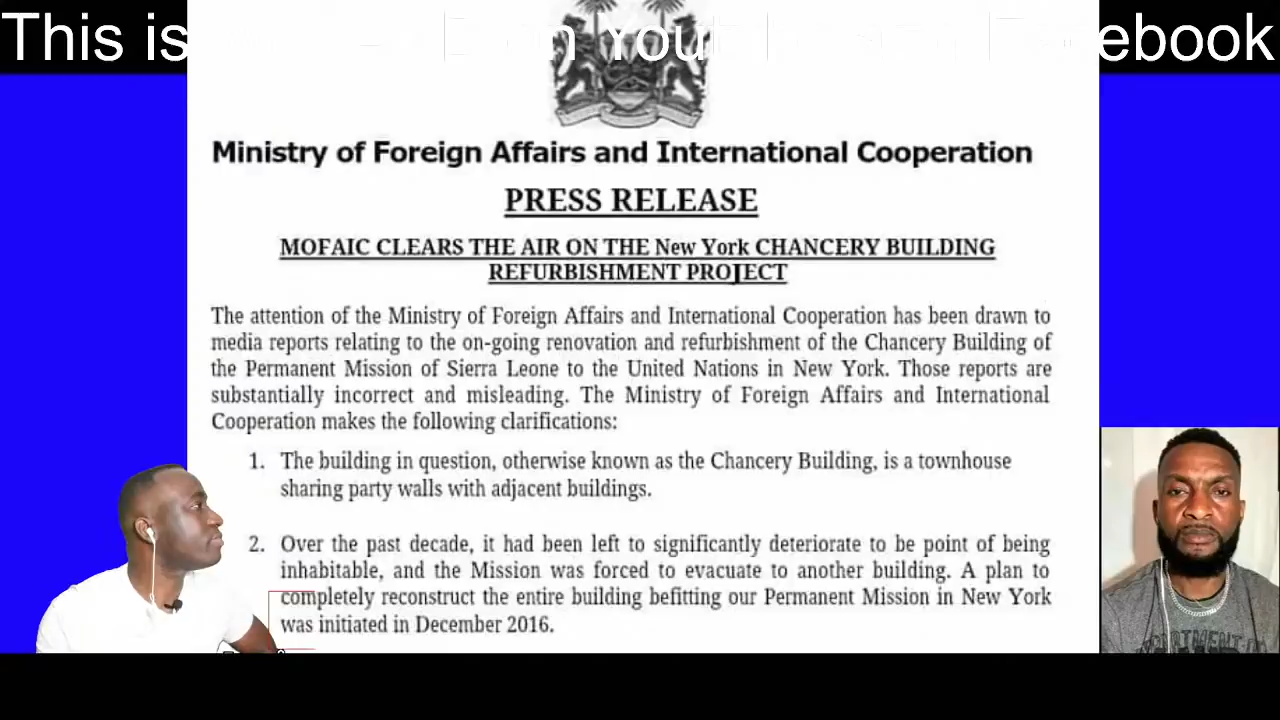 This is
ebook
Ministry of Foreign Affairs and International Cooperation
PRESS RELEASE
MOFAIC CLEARS THE AIR ON THE New York CHANCERY BUILDING
REFURBISHMENT PROJECT
The attention of the Ministry of Foreign Affairs and International Cooperation has been drawn to
media reports relating to the on-going renovation and refurbishment of the Chancery Building of
the Permanent Mission of Sierra Leone to the United Nations in New York. Those reports are
substantially incorrect and misleading. The Ministry of Foreign Affairs and International
Cooperation makes the following clarifications:
1. The building in question, otherwise known as the Chancery Building, is a townhouse
sharing party walls with adjacent buildings.
2. Over the past decade, it had been left to significantly deteriorate to be point of being
inhabitable, and the Mission was forced to evacuate to another building. A plan to
completely reconstruct the entire building befitting our Permanent Mission in New York
was initiated in December 2016.